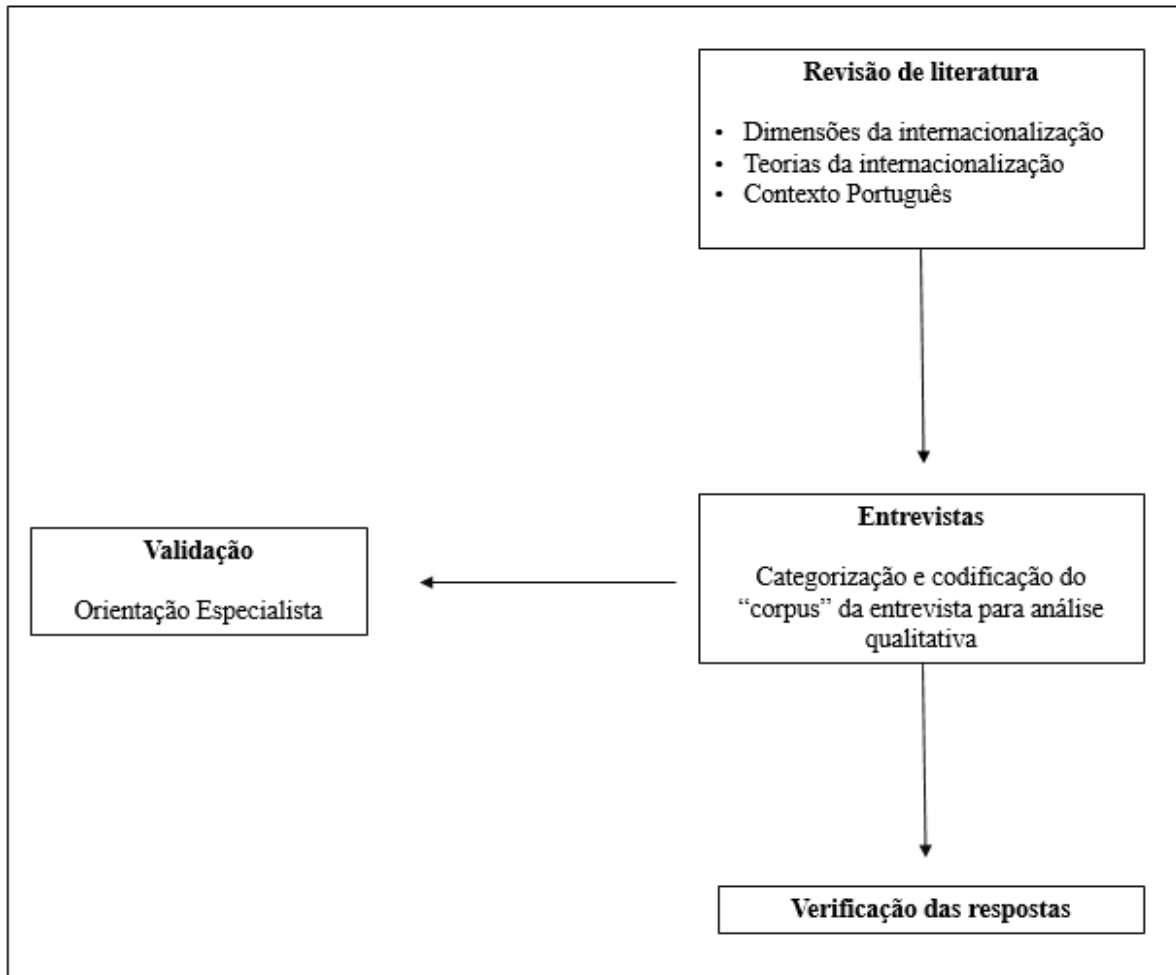 Revisão de literatura
• Dimensões da internacionalização
• Teorias da internacionalização
• Contexto Português
Entrevistas
Categorização e codificação do
“corpus” da entrevista para análise
qualitativa
Validação
Orientação Especialista
Verificação das respostas